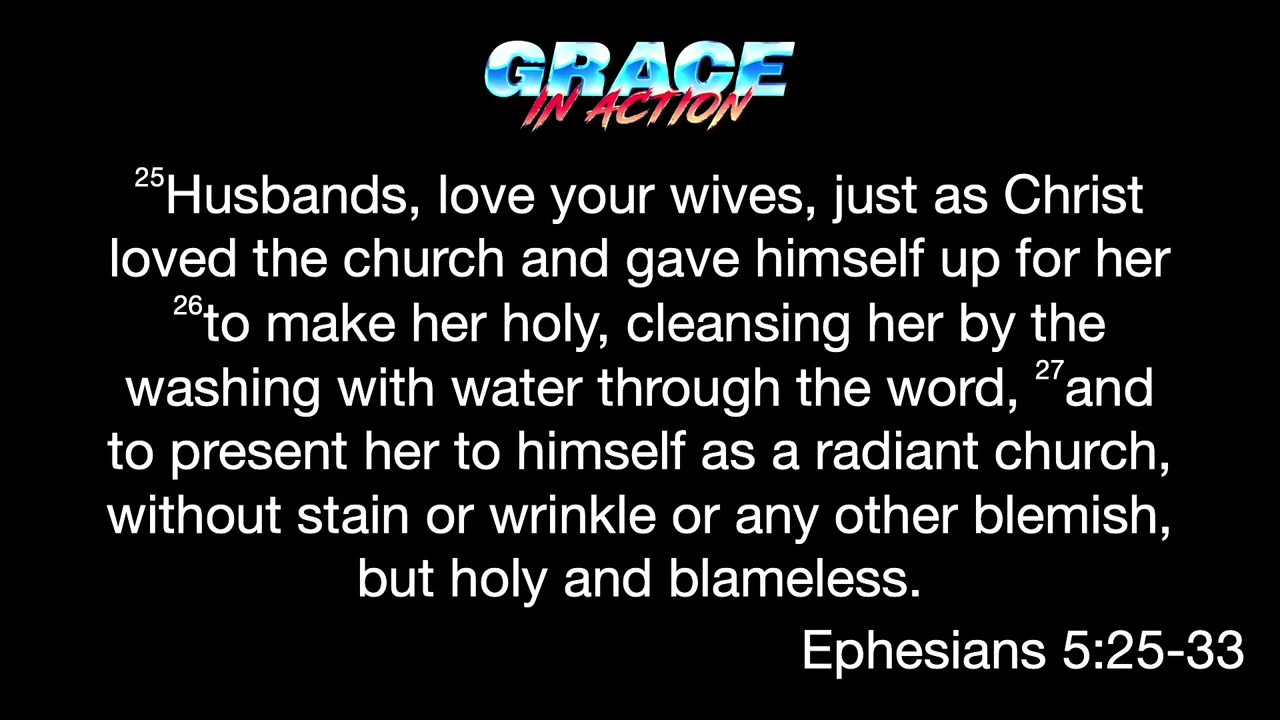 GRACE
IN ACTION
25Husbands, love your wives, just as Christ
loved the church and gave himself up for her
26to make her holy, cleansing her by the
washing with water through the word, 27and
to present her to himself as a radiant church,
without stain or wrinkle or any other blemish,
but holy and blameless.
Ephesians 5:25-33